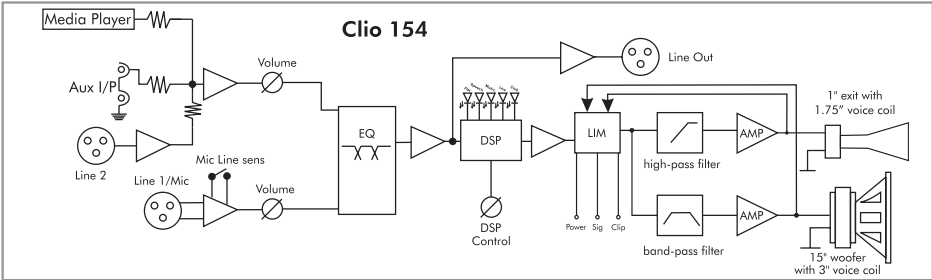 Clio 154
Media Player
Aux I/P
Volume
Line Out
Line 2
EQ
DSP
LIM
AMP
1" exit with
1.75" voice coil
high-pass filter
Mic Line sens
Line 1/Mic
Volume
DSP
Control
Power Sig Clip
AMP
band-pass filter
15" woofer
with 3" voice coil